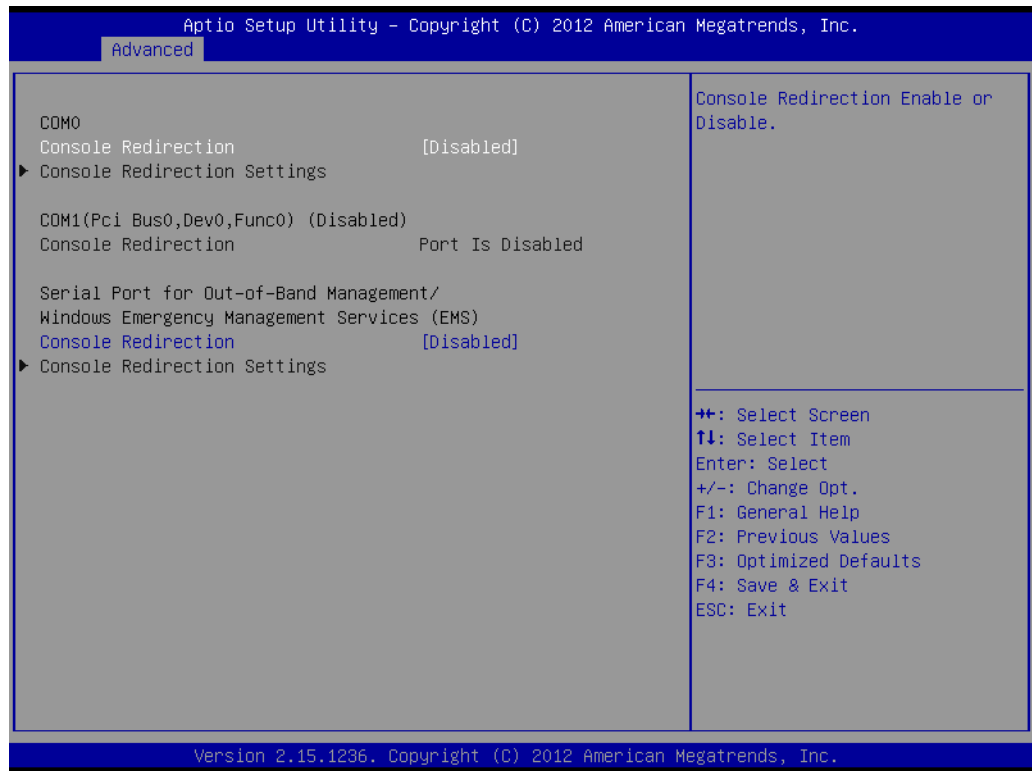 Aptio Setup Utility – Copyright (C) 2012 American Megatrends, Inc.
Advanced
COM0
Console Redirection [Disabled]
▶ Console Redirection Settings
COM1(Pci Bus0,Dev0,Func0) (Disabled)
Console Redirection Port Is Disabled
Serial Port for Out-of-Band Management/
Windows Emergency Management Services (EMS)
Console Redirection [Disabled]
▶ Console Redirection Settings
Console Redirection Enable or
Disable.
→←: Select Screen
↑↓: Select Item
Enter: Select
+/-: Change Opt.
F1: General Help
F2: Previous Values
F3: Optimized Defaults
F4: Save & Exit
ESC: Exit
Version 2.15.1236. Copyright (C) 2012 American Megatrends, Inc.